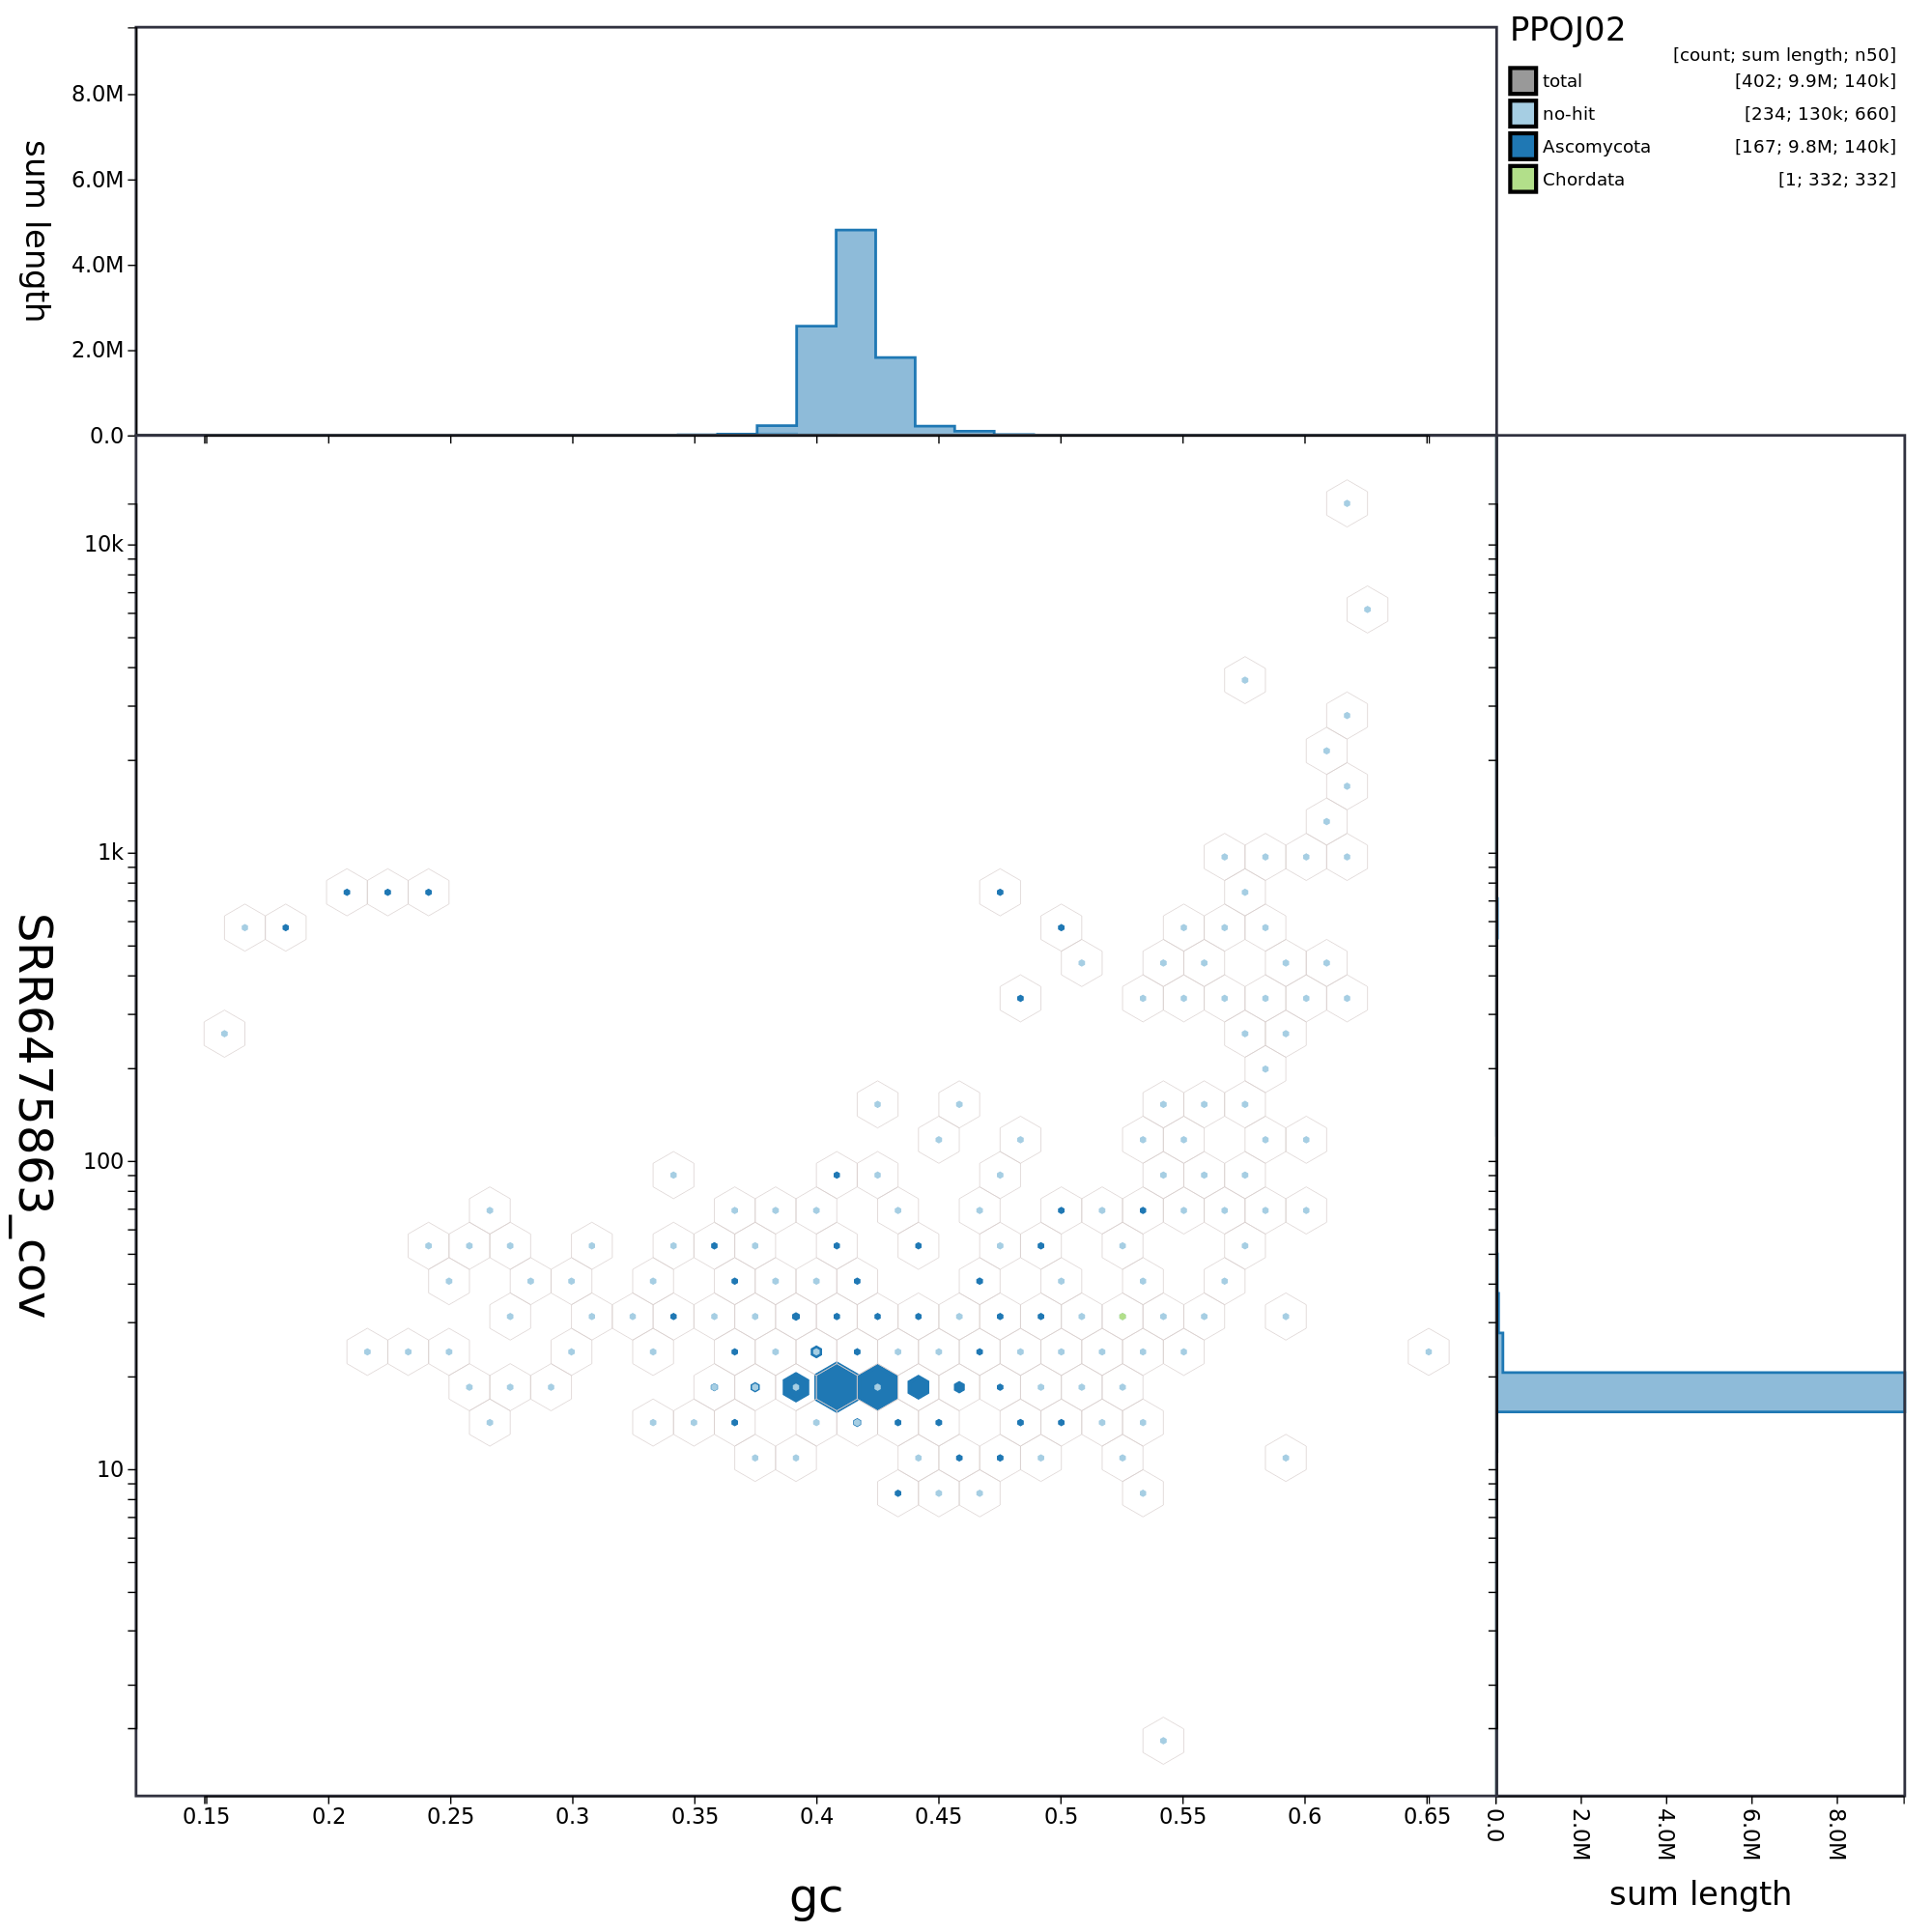 PPOJ02
[count; sum length; n50]
total [402; 9.9M; 140k]
no-hit [234; 130k; 660]
Ascomycota [167; 9.8M; 140k]
Chordata [1; 332; 332]
sum length
8.0M
6.0M
4.0M
2.0M
0.0
SRR6475863_cov
10k
1k
100
10
0.15 0.2 0.25 0.3 0.35 0.4 0.45 0.5 0.55 0.6 0.65
gc
0.0 2.0M 4.0M 6.0M 8.0M
sum length